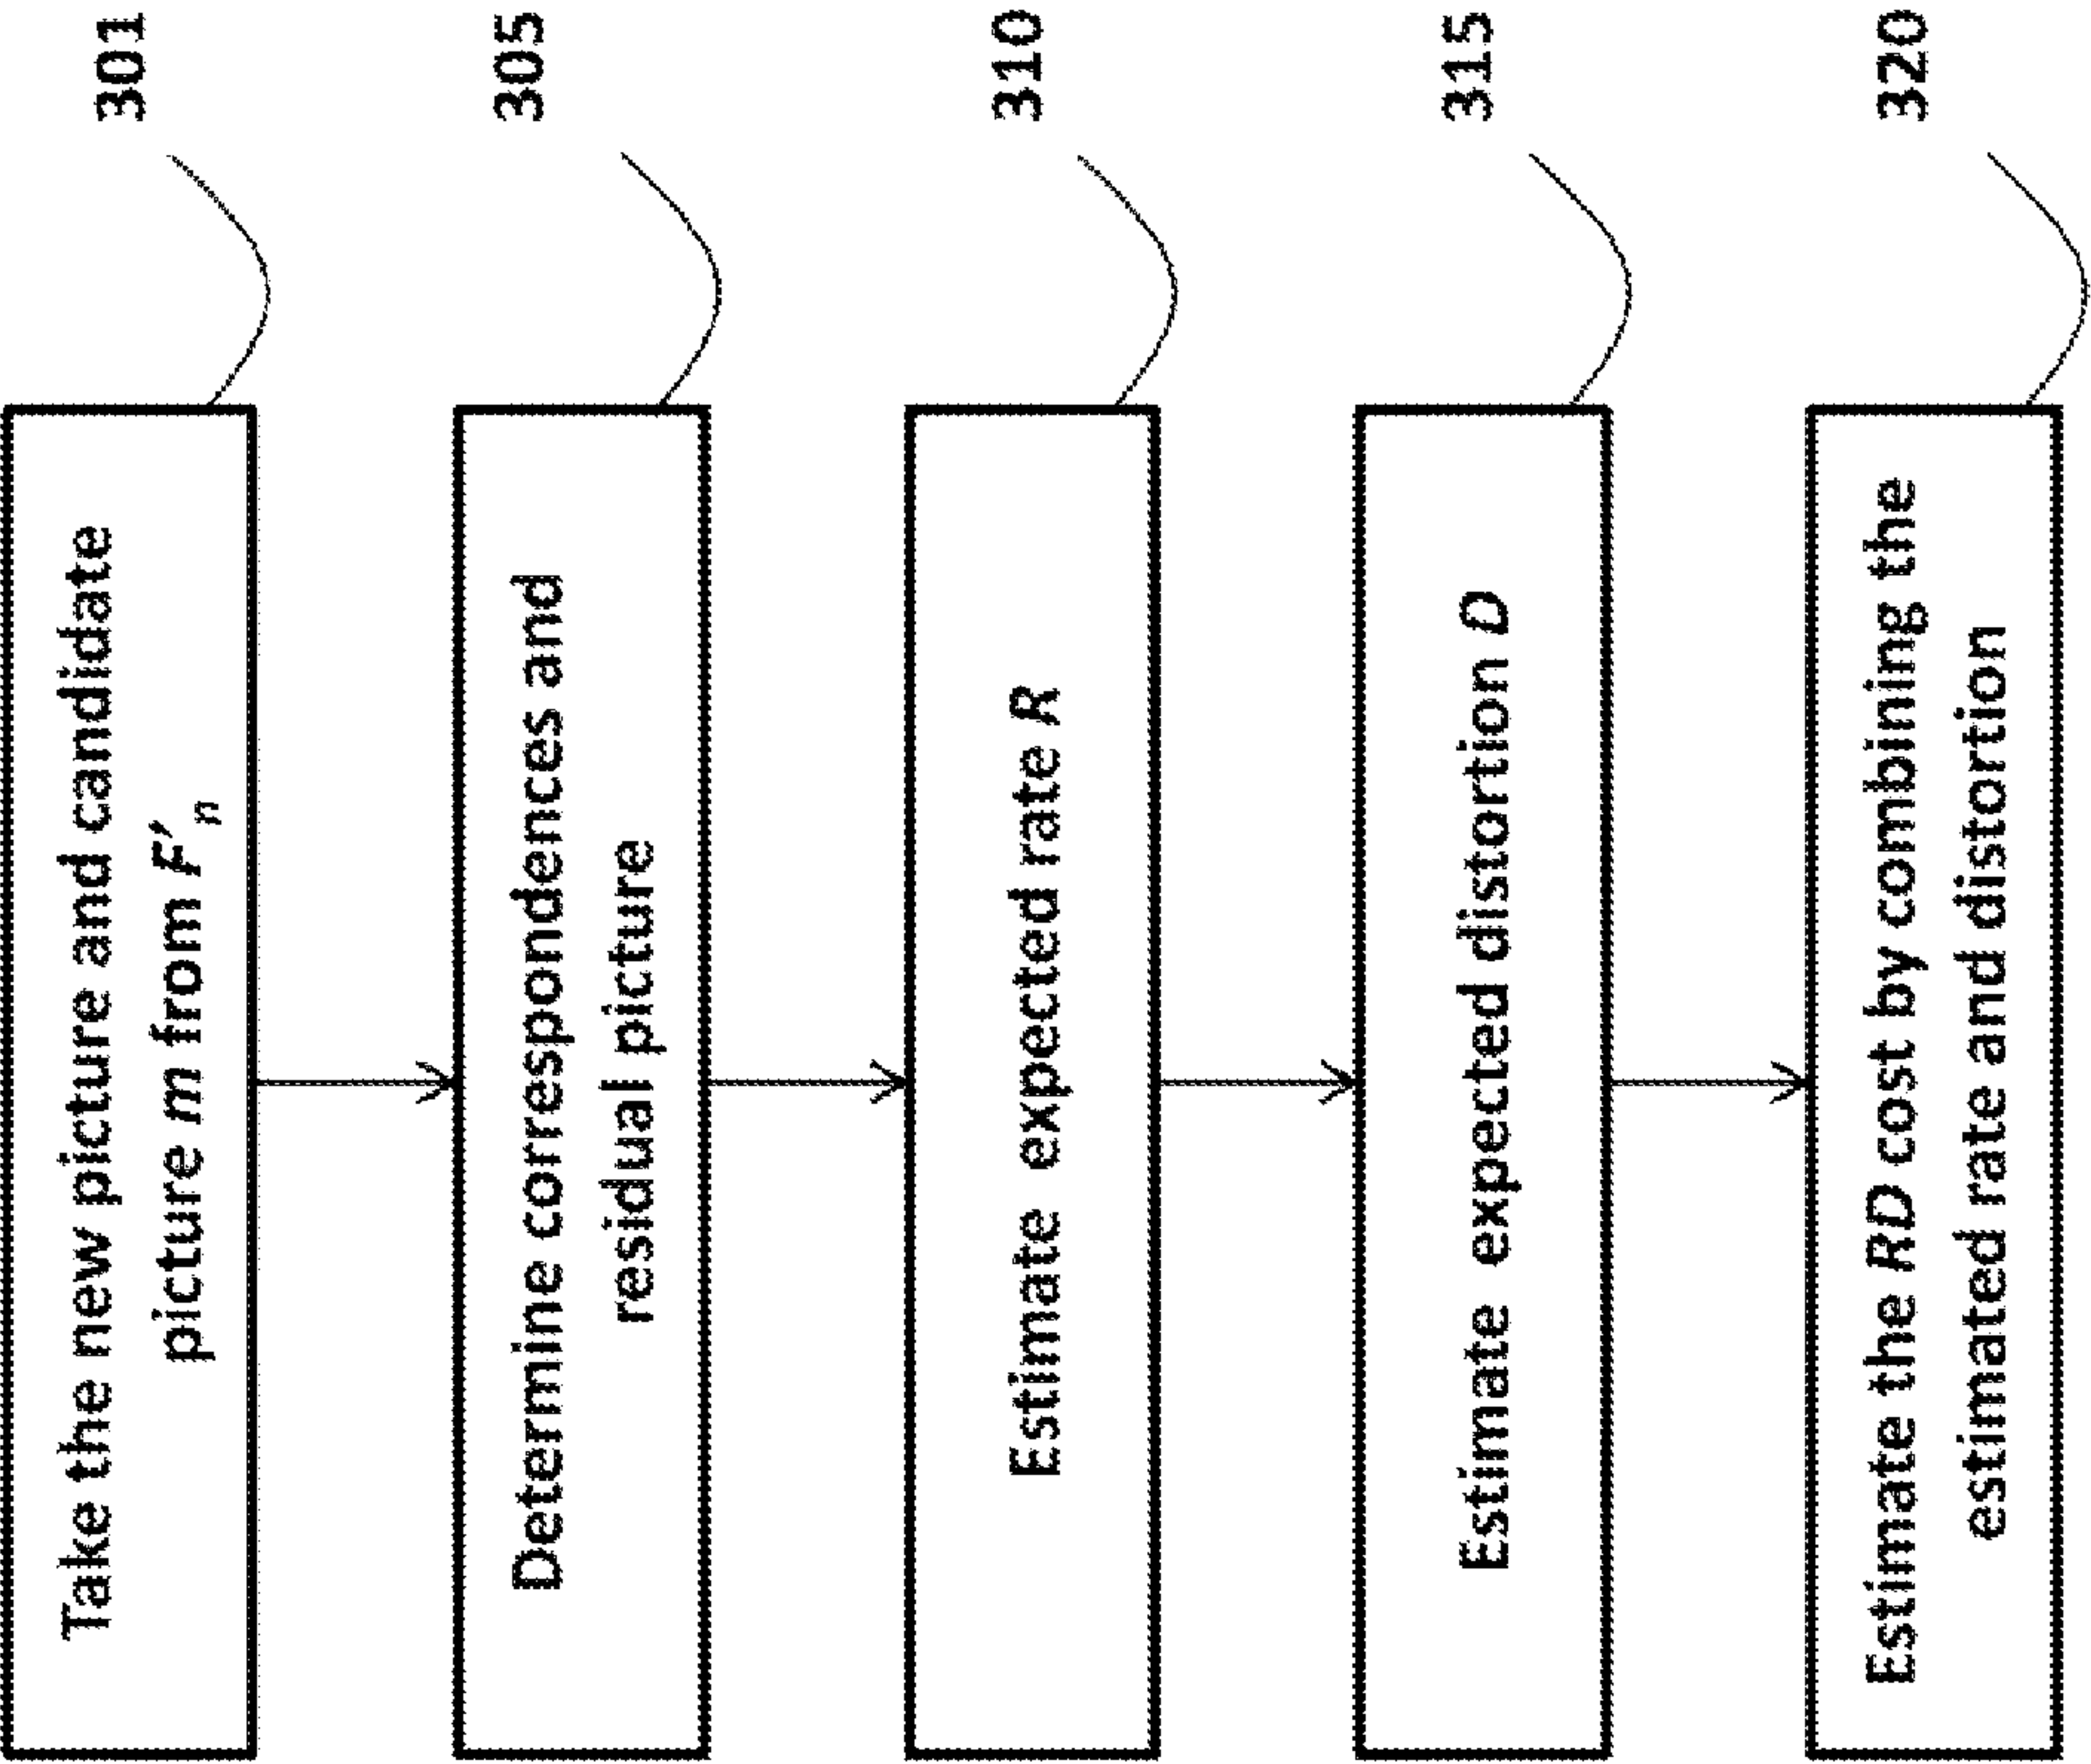 Take the new picture and candidate
picture m from F′n
301
Determine correspondences and
residual picture
305
Estimate expected rate R
310
Estimate expected distortion D
315
Estimate the RD cost by combining the
estimated rate and distortion
320